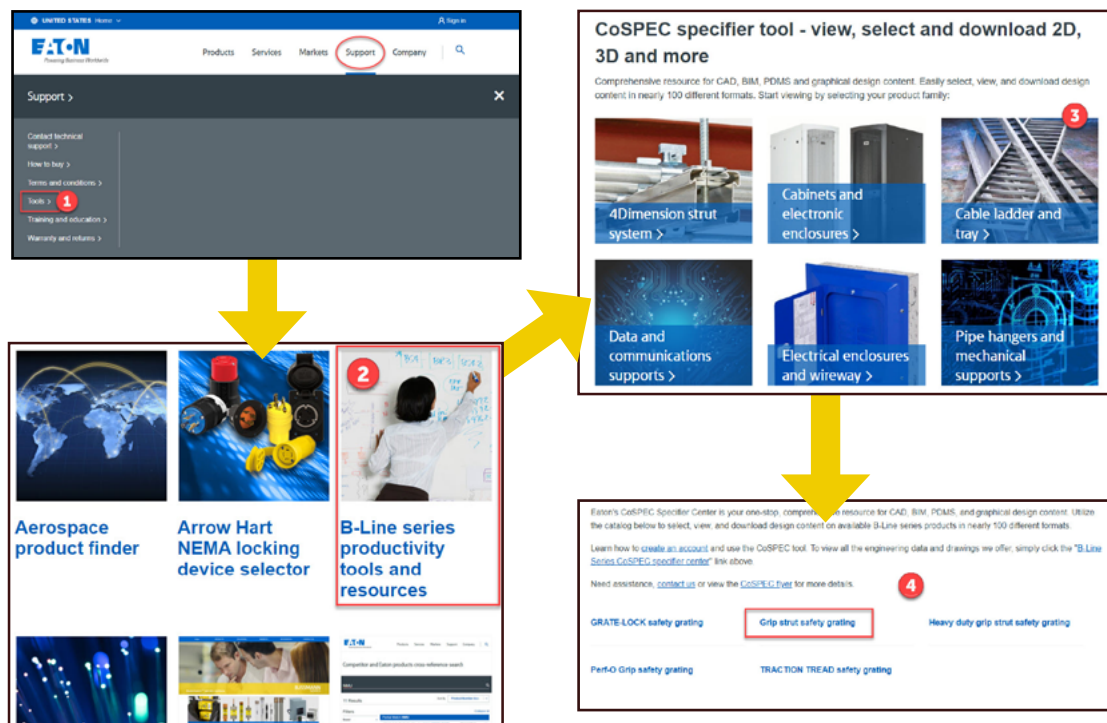 UNITED STATES Home
Sign in
EATON
Powering Business Worldwide
Products Services Markets Support Company
Support >
Contact technical
support >
How to buy >
Terms and conditions >
Tools > 1
Training and education >
Warranty and returns >
Aerospace
product finder
Arrow Hart
NEMA locking
device selector
2
B-Line series
productivity
tools and
resources
EATON
Competitor and Eaton products cross-reference search
CoSPEC specifier tool - view, select and download 2D,
3D and more
Comprehensive resource for CAD, BIM, PDMS and graphical design content. Easily select, view, and download design
content in nearly 100 different formats. Start viewing by selecting your product family:
3
4Dimension strut
system >
Cabinets and
electronic
enclosures >
Cable ladder and
tray >
Data and
communications
supports >
Electrical enclosures
and wireway >
Pipe hangers and
mechanical
supports >
Eaton's CoSPEC Specifier Center is your one-stop, comprehensive resource for CAD, BIM, PDMS, and graphical design content. Utilize
the catalog below to select, view, and download design content on available B-Line series products in nearly 100 different formats.
Learn how to create an account and use the CoSPEC tool. To view all the engineering data and drawings we offer, simply click the "B-Line
Series CoSPEC specifier center" link above.
Need assistance, contact us or view the CoSPEC flyer for more details.
4
GRATE-LOCK safety grating
Grip strut safety grating
Heavy duty grip strut safety grating
Perf-O Grip safety grating
TRACTION TREAD safety grating